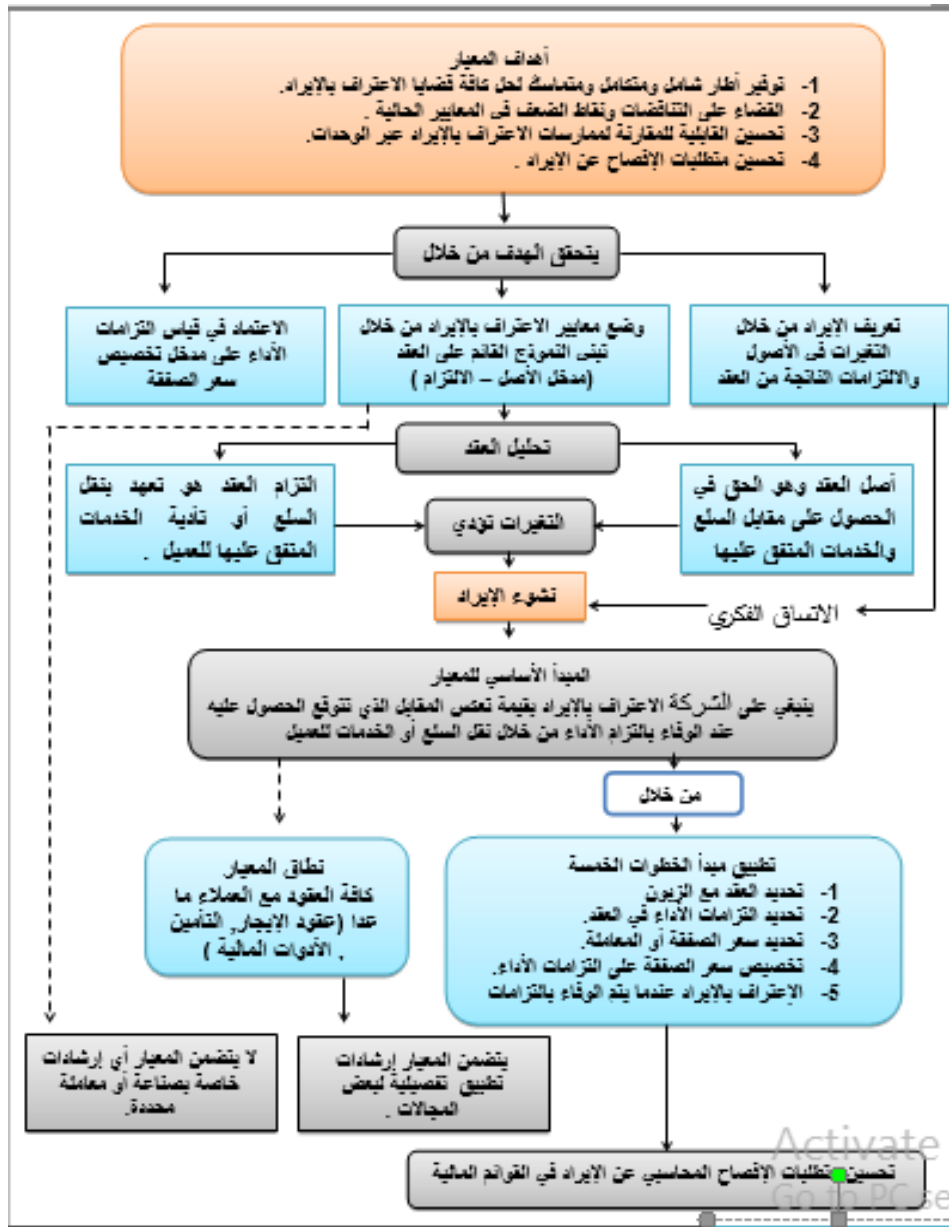 أهداف المعيار
1- توفير أطار شامل ومتكامل ومتماسك لحل كافة قضايا الاعتراف بالإيراد.
2- القضاء على التناقضات ونقاط الضعف فى المعايير الحالية .
3- تحسين القابلية للمقارنة لممارسات الاعتراف بالإيراد عبر الوحدات.
4- تحسين متطلبات الإفصاح عن الإيراد .
يتحقق الهدف من خلال
تعريف الإيراد من خلال
التغيرات فى الأصول
والالتزامات الناتجة من العقد
وضع معايير الاعتراف بالإيراد من خلال
تبنى النموذج القائم على العقد
(مدخل الأصل – الالتزام )
الاعتماد في قياس التزامات
الأداء على مدخل تخصيص
سعر الصفقة
تحليل العقد
أصل العقد وهو الحق في
الحصول على مقابل السلع
والخدمات المتفق عليها
التغيرات تؤدي
التزام العقد هو تعهد بنقل
السلع أو تأدية الخدمات
المتفق عليها للعميل .
نشوء الإيراد
الاتساق الفكري
المبدأ الأساسي للمعيار
ينبغي على الشركة الاعتراف بالإيراد بقيمة تعكس المقابل الذي تتوقع الحصول عليه
عند الوفاء بالتزام الأداء من خلال نقل السلع أو الخدمات للعميل
من خلال
تطبيق مبدأ الخطوات الخمسة
1- تحديد العقد مع الزبون
2- تحديد التزامات الأداء في العقد.
3- تحديد سعر الصفقة أو المعاملة.
4- تخصيص سعر الصفقة على التزامات الأداء.
5- الإعتراف بالإيراد عندما يتم الوفاء بالتزامات
نطاق المعيار
كافة العقود مع العملاء ما
عدا (عقود الإيجار, التأمين
, الأدوات المالية )
يتضمن المعيار إرشادات
تطبيق تفصيلية لبعض
المجالات .
لا يتضمن المعيار أي إرشادات
خاصة بصناعة أو معاملة
محددة.
تحسين متطلبات الإفصاح المحاسبي عن الإيراد في القوائم المالية
Activate
Go to PC se